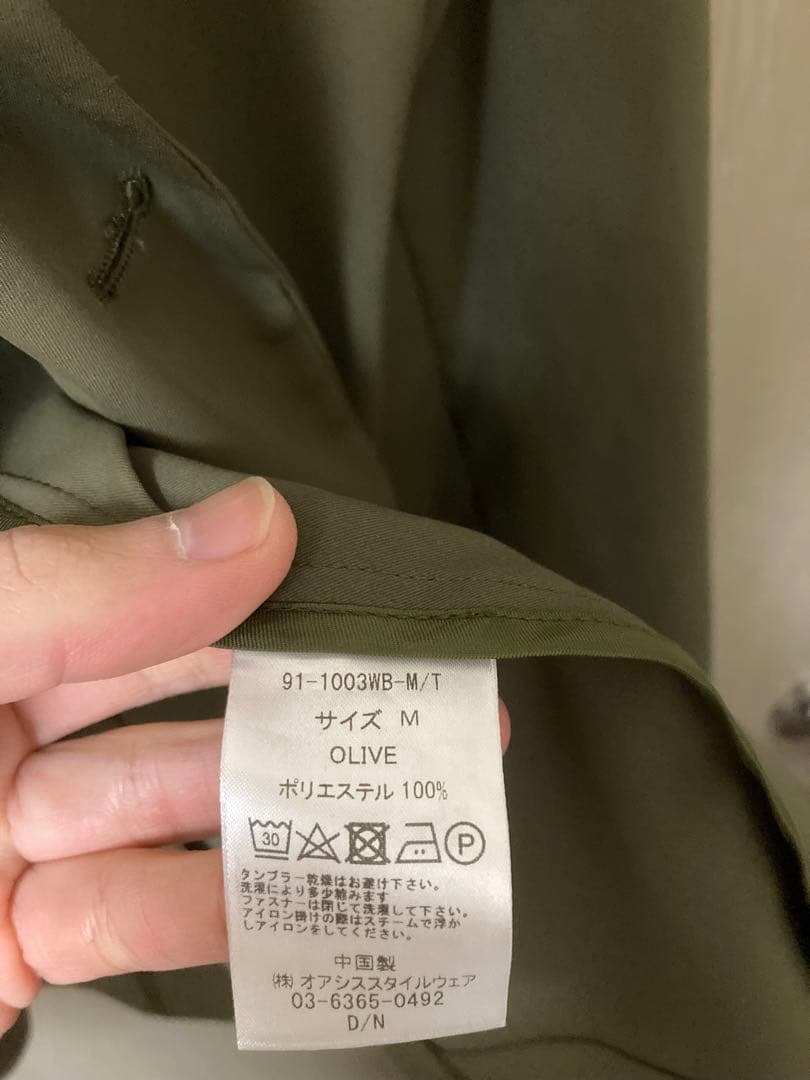 91-1003WB-M/T
サイズ M
OLIVE
ポリエステル 100%
30 P
タンブラー乾燥はお避け下さい。
洗濯により多少縮みます
ファスナーは閉じて洗濯して下さい。
アイロン掛けの際はスチームで浮か
しアイロンをしてください。
中国製
(株) オアシススタイルウェア
03-6365-0492
D/N